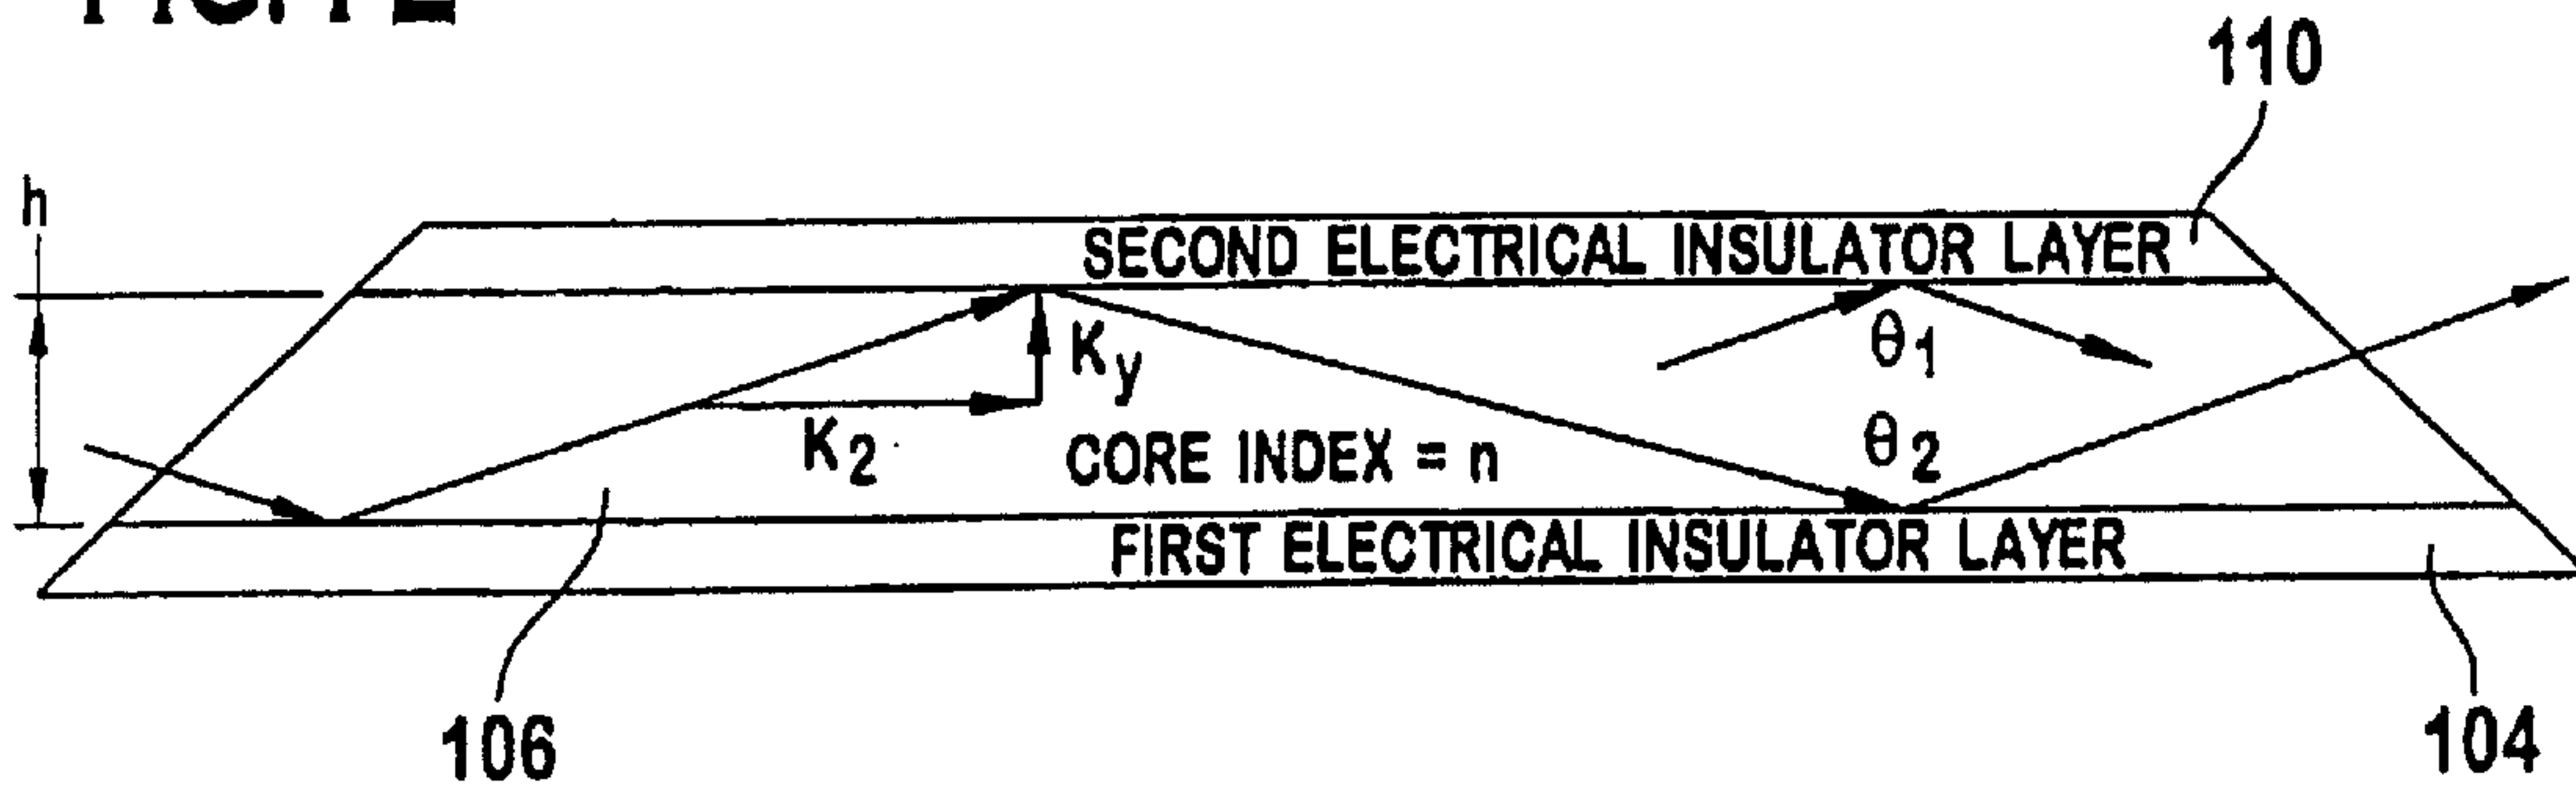 110
h
SECOND ELECTRICAL INSULATOR LAYER
Ky
θ1
K2
CORE INDEX = n
θ2
FIRST ELECTRICAL INSULATOR LAYER
106
104